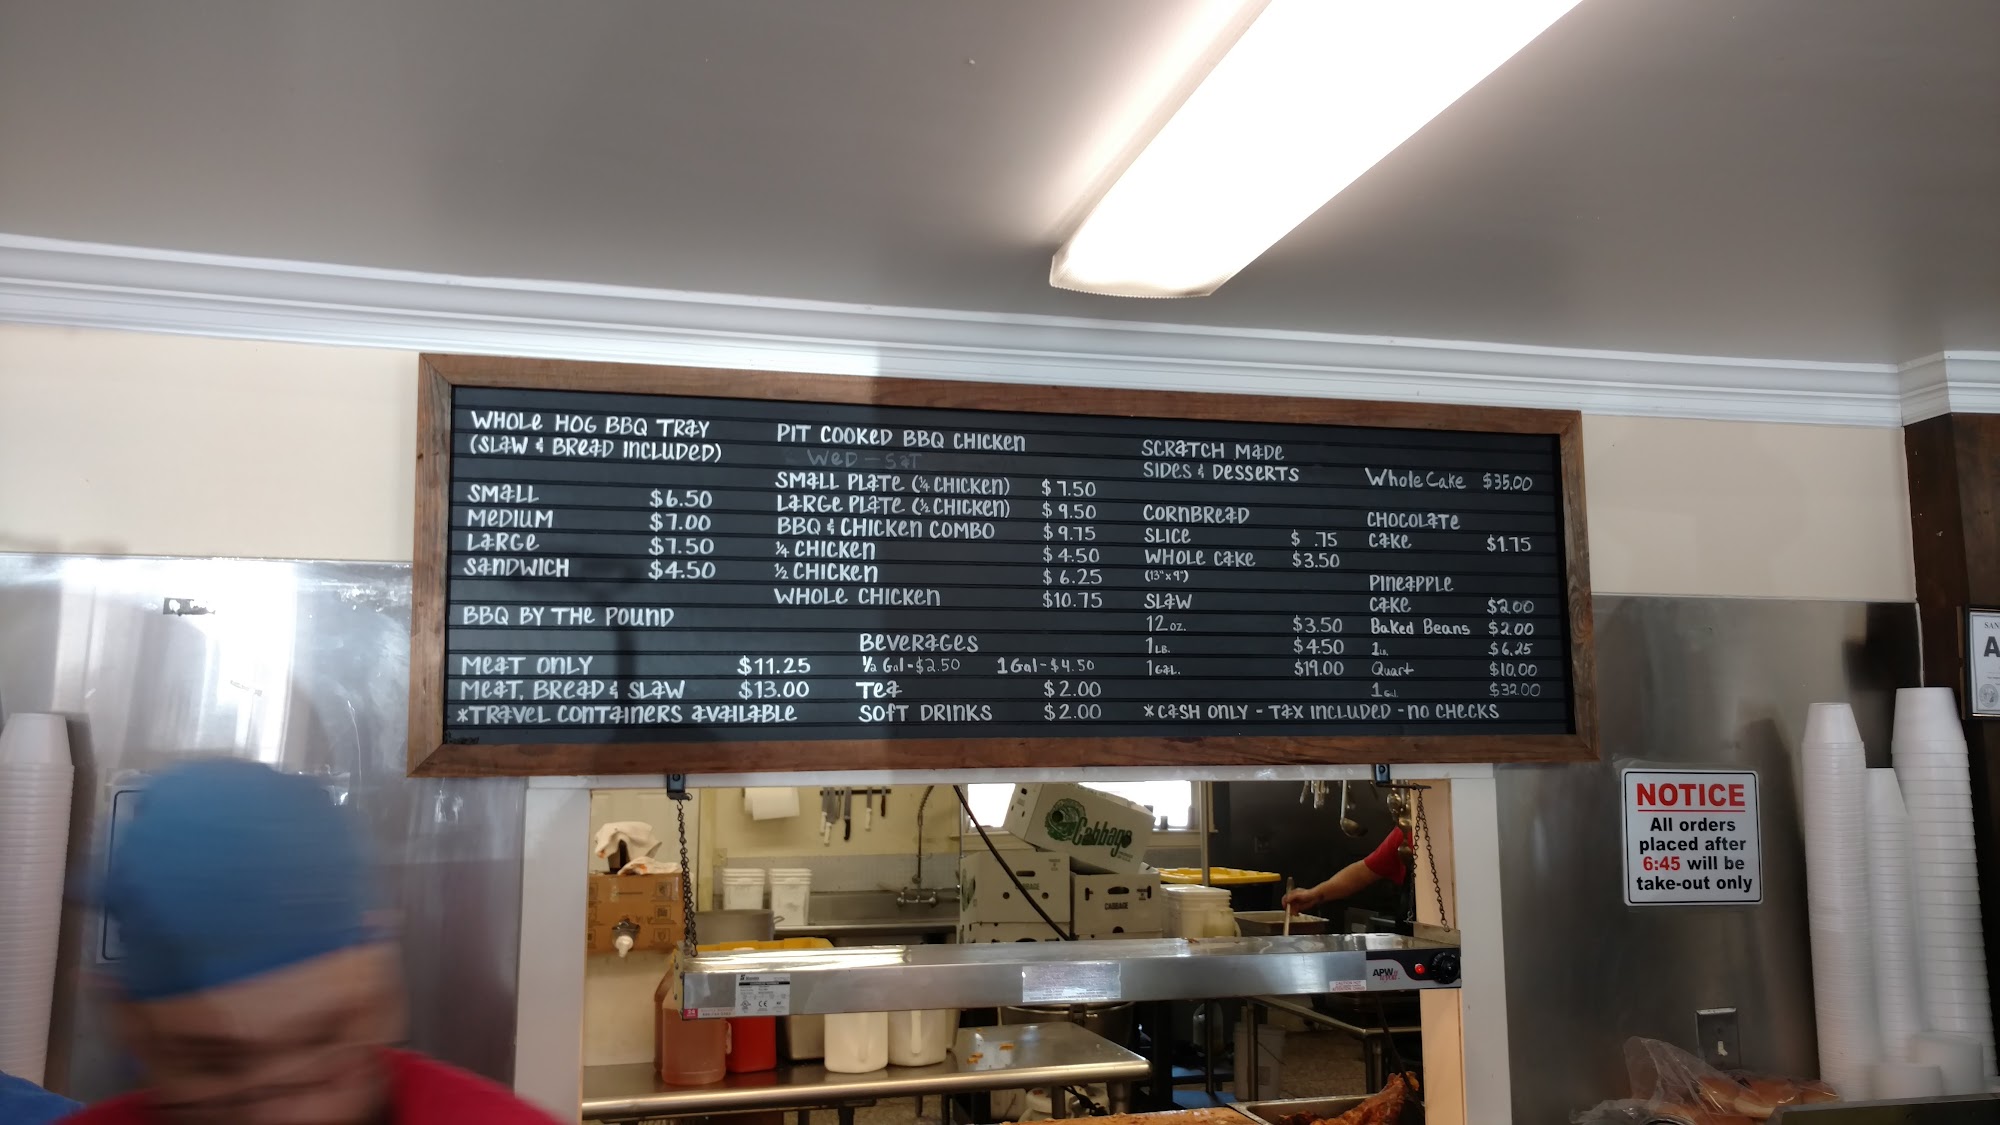 WHOLE HOG BBQ TRAY
(SLAW & BREAD INCLUDED)
SMALL $6.50
MEDIUM $7.00
LARGE $7.50
SANDWICH $4.50
BBQ BY THE POUND
MEAT ONLY $11.25
MEAT, BREAD & SLAW $13.00
*TRAVEL CONTAINERS AVAILABLE
PIT COOKED BBQ CHICKEN
WED - SAT
SMALL PLATE (¼ CHICKEN) $7.50
LARGE PLATE (½ CHICKEN) $9.50
BBQ & CHICKEN COMBO $9.75
¼ CHICKEN $4.50
½ CHICKEN $6.25
WHOLE CHICKEN $10.75
BEVERAGES
½ Gal - $2.50 1 Gal - $4.50
TEA $2.00
SOFT DRINKS $2.00
SCRATCH MADE
SIDES & DESSERTS
CORNBREAD
SLICE $ .75
WHOLE CAKE $3.50
(13"x9")
SLAW
12 oz. $3.50
1 LB. $4.50
1 GAL. $19.00
Whole Cake $35.00
CHOCOLATE
CAKE $1.75
PINEAPPLE
CAKE $2.00
Baked Beans $2.00
1 LB. $6.25
Quart $10.00
1 Gal. $32.00
*CASH ONLY - TAX INCLUDED - NO CHECKS
NOTICE
All orders
placed after
6:45 will be
take-out only
Cabbage
CABBAGE
APW
SAN
A